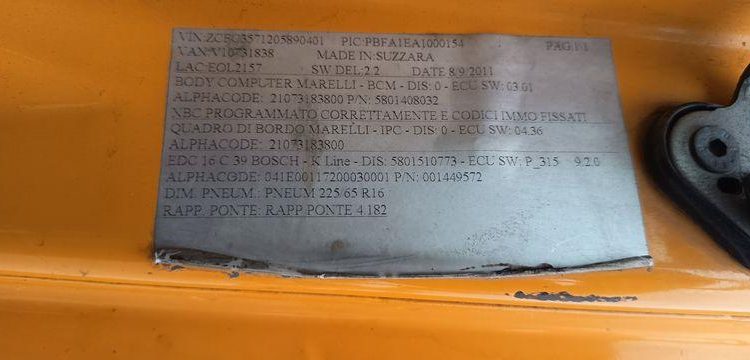 VIN:ZCFC3571205890401 PIC:PBFA1EA1000154 PAG:1/1
VAN:V10731838 MADE IN:SUZZARA
LAC:EOL2157 SW DEL:2.2 DATE 8/9/2011
BODY COMPUTER MARELLI - BCM - DIS: 0 - ECU SW: 03.01
ALPHACODE: 21073183800 P/N: 5801408032
NBC PROGRAMMATO CORRETTAMENTE E CODICI IMMO FISSATI
QUADRO DI BORDO MARELLI - IPC - DIS: 0 - ECU SW: 04.36
ALPHACODE: 21073183800
EDC 16 C 39 BOSCH - K Line - DIS: 5801510773 - ECU SW: P_315 9.2.0
ALPHACODE: 041E00117200030001 P/N: 001449572
DIM. PNEUM.: PNEUM 225/65 R16
RAPP. PONTE: RAPP PONTE 4.182